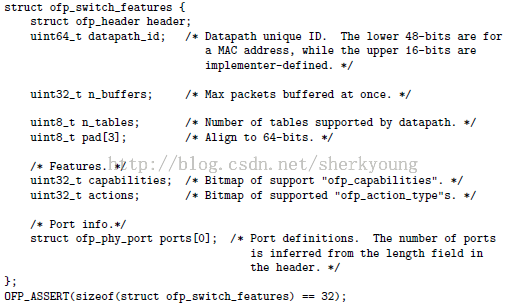 struct ofp_switch_features {
    struct ofp_header header;
    uint64_t datapath_id;   /* Datapath unique ID.  The lower 48-bits are for
                               a MAC address, while the upper 16-bits are
                               implementer-defined. */
    uint32_t n_buffers;     /* Max packets buffered at once. */
    uint8_t n_tables;       /* Number of tables supported by datapath. */
    uint8_t pad[3];         /* Align to 64-bits. */
    /* Features. */
http://blog.csdn.net/sherkyoung
    uint32_t capabilities;  /* Bitmap of support "ofp_capabilities". */
    uint32_t actions;       /* Bitmap of supported "ofp_action_type"s. */
    /* Port info.*/
    struct ofp_phy_port ports[0];  /* Port definitions.  The number of ports
                                      is inferred from the length field in
                                      the header. */
};
OFP_ASSERT(sizeof(struct ofp_switch_features) == 32);